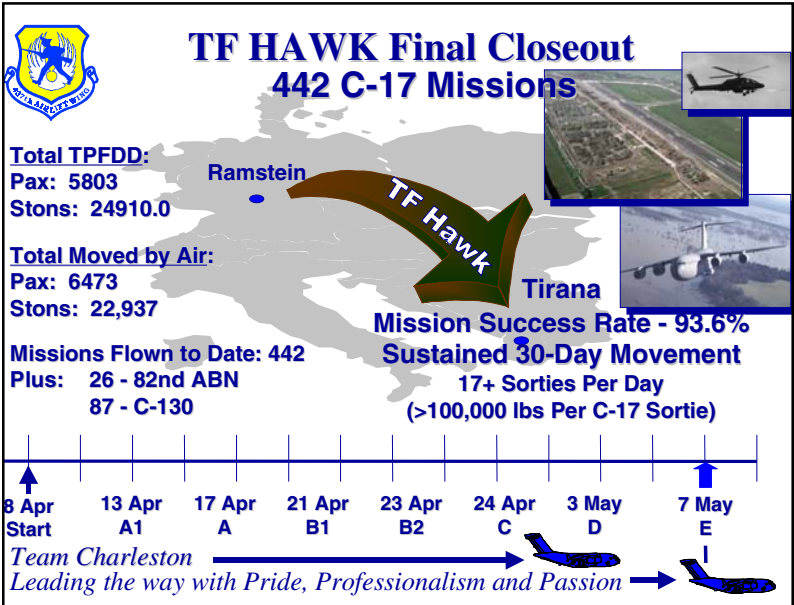 TF HAWK Final Closeout
442 C-17 Missions
437TH AIRLIFT WING
Total TPFDD:
Pax: 5803
Stons: 24910.0
Ramstein
TF Hawk
Total Moved by Air:
Pax: 6473
Stons: 22,937
Tirana
Mission Success Rate - 93.6%
Sustained 30-Day Movement
17+ Sorties Per Day
(>100,000 lbs Per C-17 Sortie)
Missions Flown to Date: 442
Plus: 26 - 82nd ABN
87 - C-130
8 Apr
Start
13 Apr
A1
17 Apr
A
21 Apr
B1
23 Apr
B2
24 Apr
C
3 May
D
7 May
E
Team Charleston
Leading the way with Pride, Professionalism and Passion